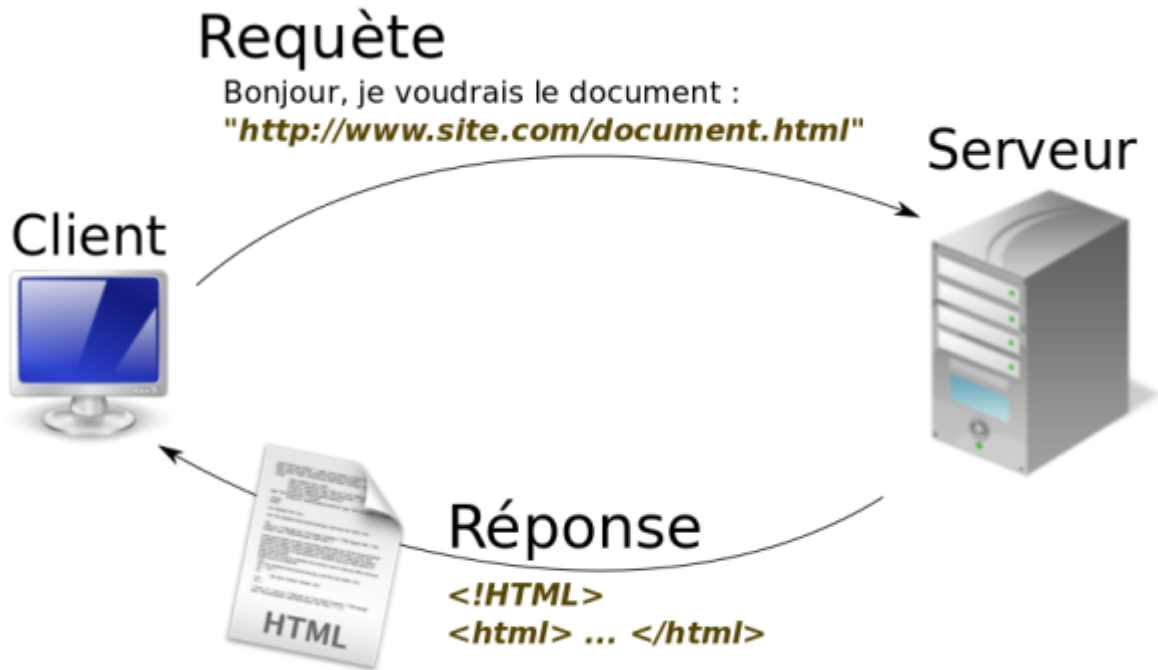 Requète
Bonjour, je voudrais le document :
"http://www.site.com/document.html"
Serveur
Client
Réponse
<!HTML>
<html> ... </html>
HTML